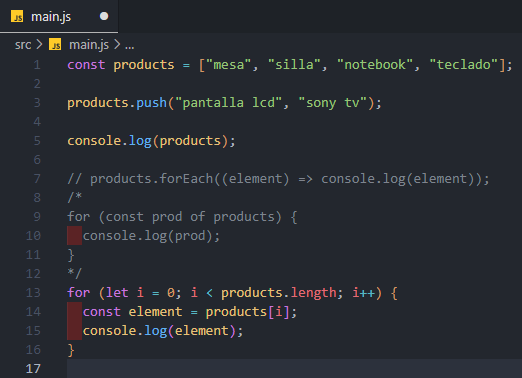 JS main.js
src > JS main.js > ...
1 const products = ["mesa", "silla", "notebook", "teclado"];
2
3 products.push("pantalla lcd", "sony tv");
4
5 console.log(products);
6
7 // products.forEach((element) => console.log(element));
8 /*
9 for (const prod of products) {
10   console.log(prod);
11 }
12 */
13 for (let i = 0; i < products.length; i++) {
14   const element = products[i];
15   console.log(element);
16 }
17